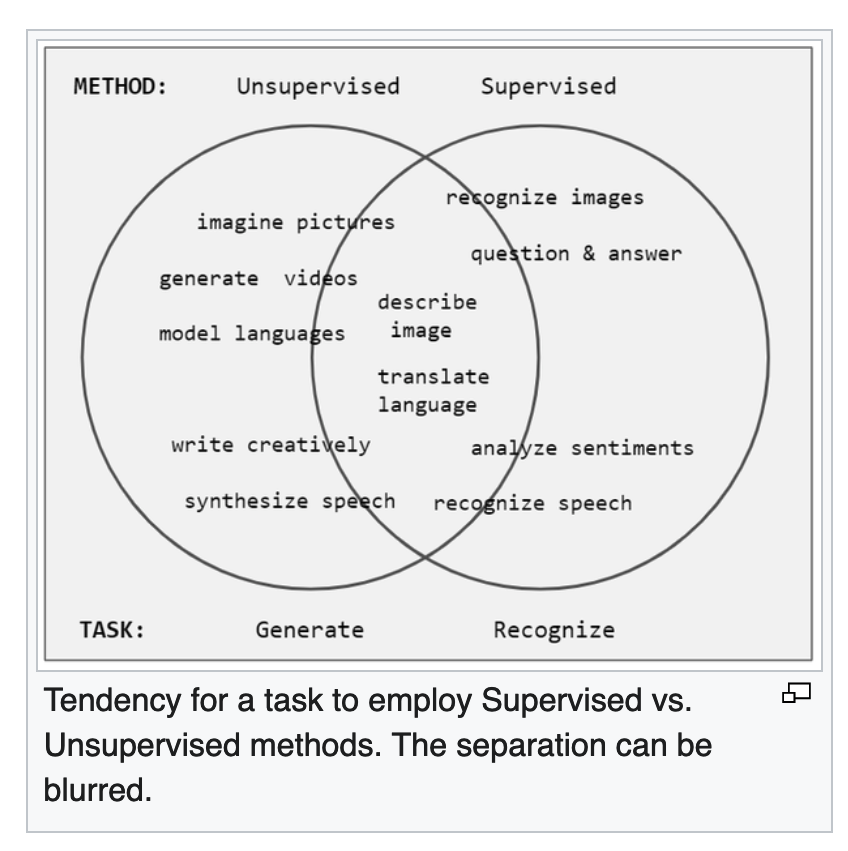 METHOD: Unsupervised Supervised
recognize images
imagine pictures
question & answer
generate videos
describe
image
model languages
translate
language
write creatively
analyze sentiments
synthesize speech
recognize speech
TASK: Generate Recognize
Tendency for a task to employ Supervised vs.
Unsupervised methods. The separation can be
blurred.